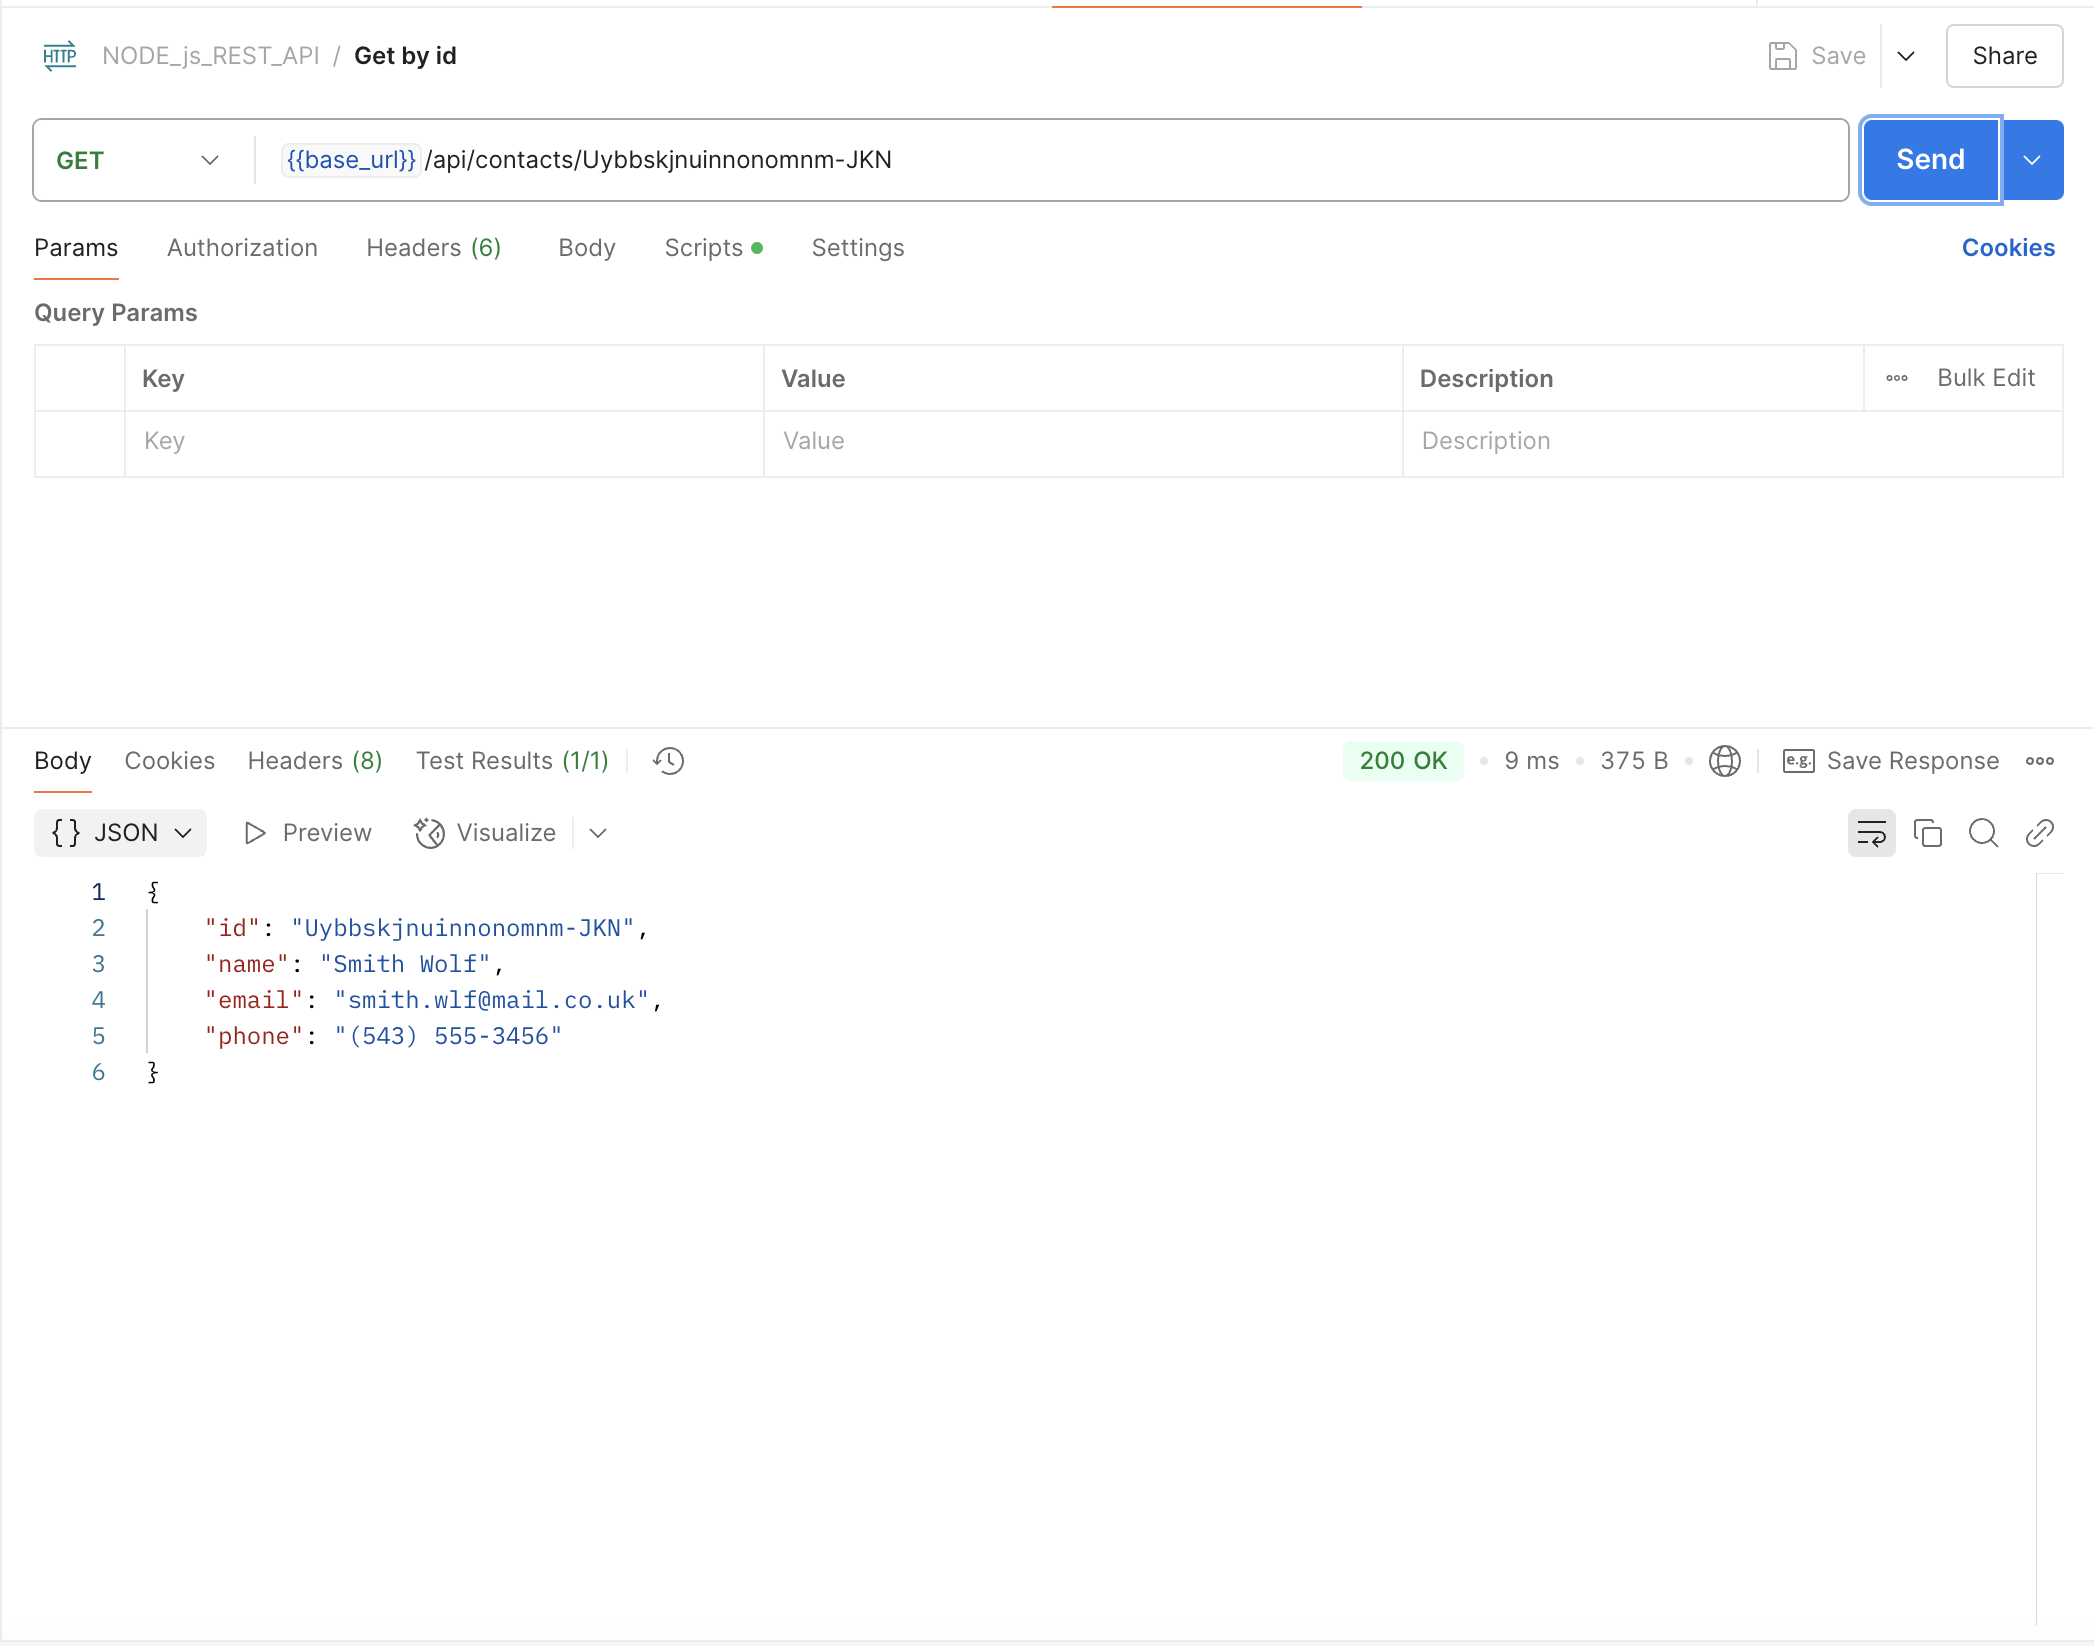 HTTP NODE_js_REST_API / Get by id Save Share
GET {{base_url}}/api/contacts/Uybbskjnuinnonomnm-JKN Send
Params Authorization Headers (6) Body Scripts Settings Cookies
Query Params
Key Value Description Bulk Edit
Key Value Description
Body Cookies Headers (8) Test Results (1/1) 200 OK 9 ms 375 B e.g. Save Response
{} JSON Preview Visualize
1 {
2 "id": "Uybbskjnuinnonomnm-JKN",
3 "name": "Smith Wolf",
4 "email": "smith.wlf@mail.co.uk",
5 "phone": "(543) 555-3456"
6 }